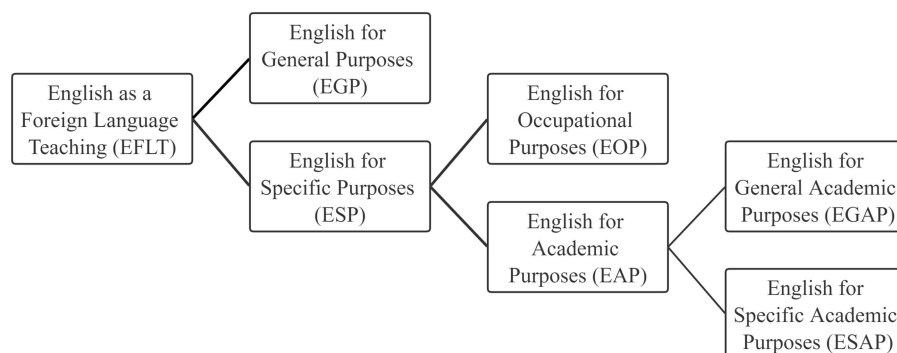 English for
General Purposes
(EGP)
English as a
Foreign Language
Teaching (EFLT)
English for
Specific Purposes
(ESP)
English for
Occupational
Purposes (EOP)
English for
Academic
Purposes (EAP)
English for
General Academic
Purposes (EGAP)
English for
Specific Academic
Purposes (ESAP)